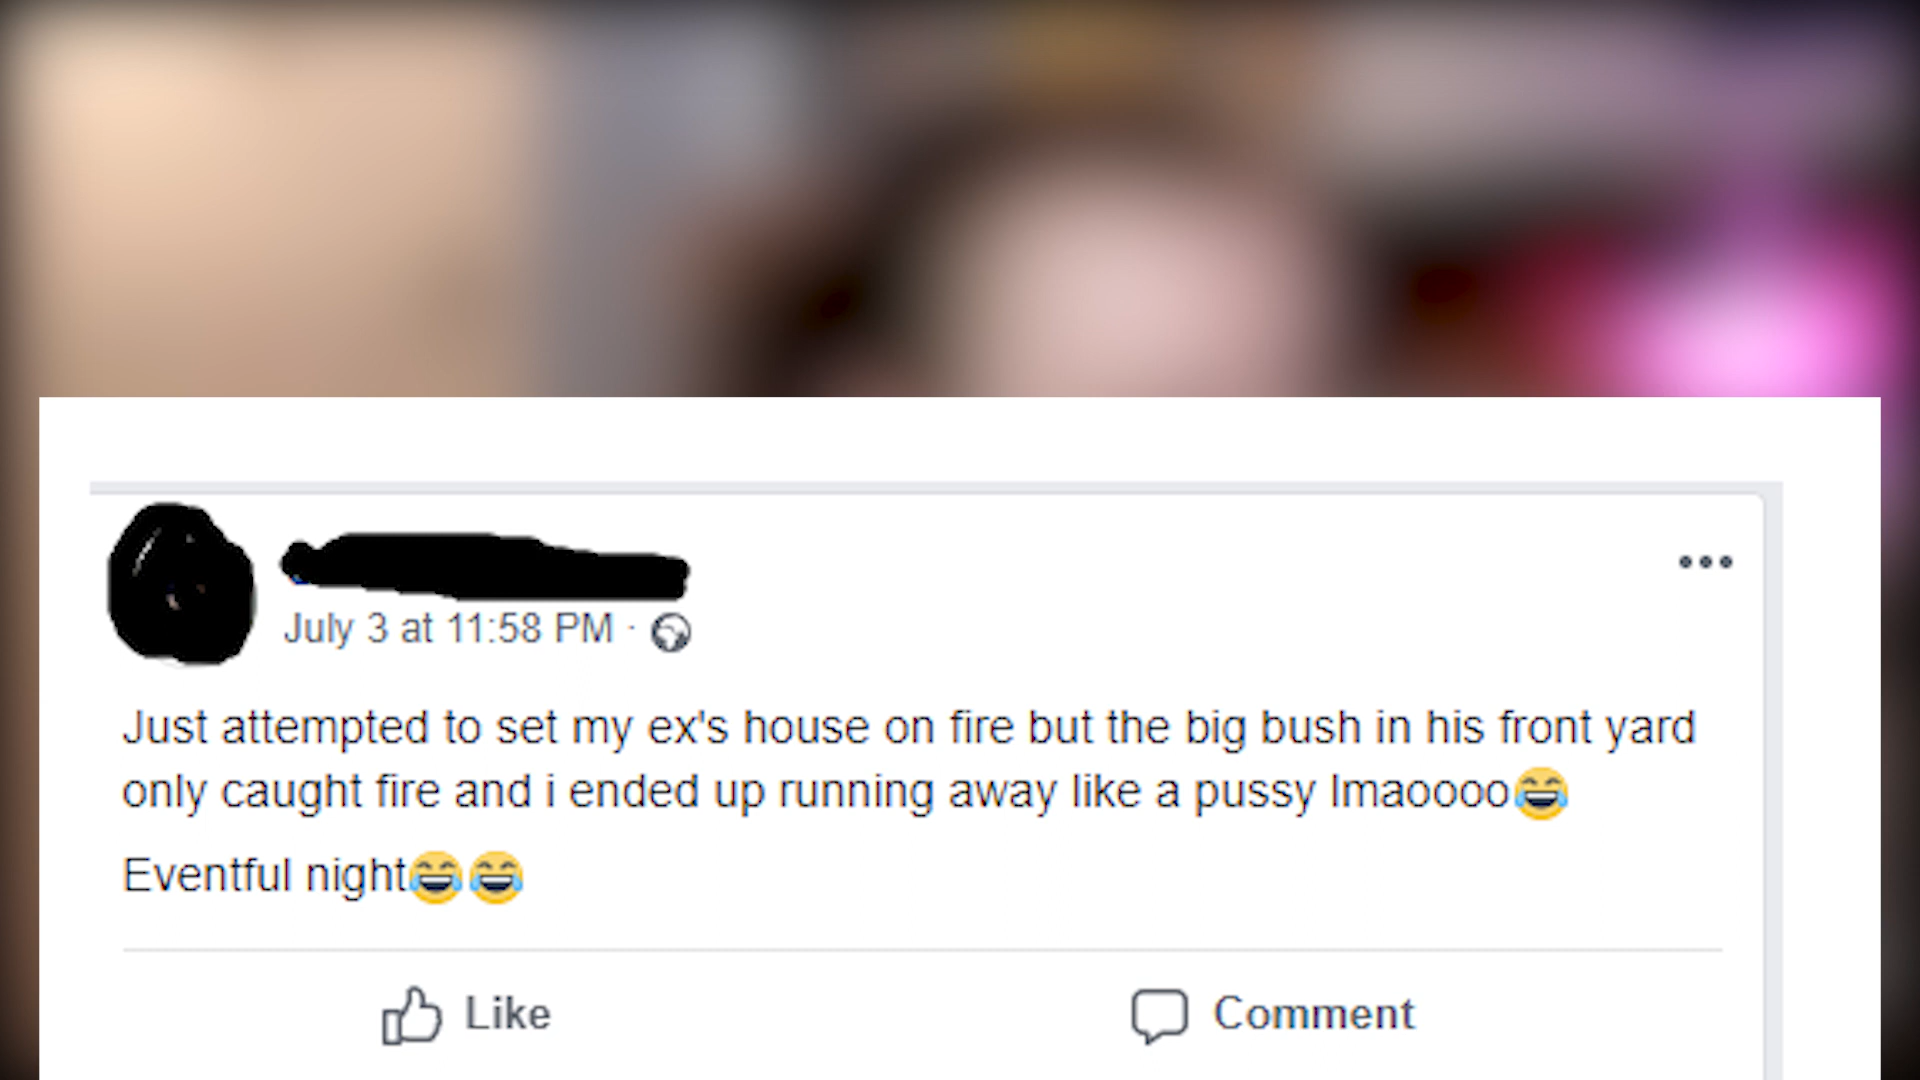 July 3 at 11:58 PM ·
Just attempted to set my ex's house on fire but the big bush in his front yard
only caught fire and i ended up running away like a pussy lmaoooo😂
Eventful night😂😂
Like
Comment